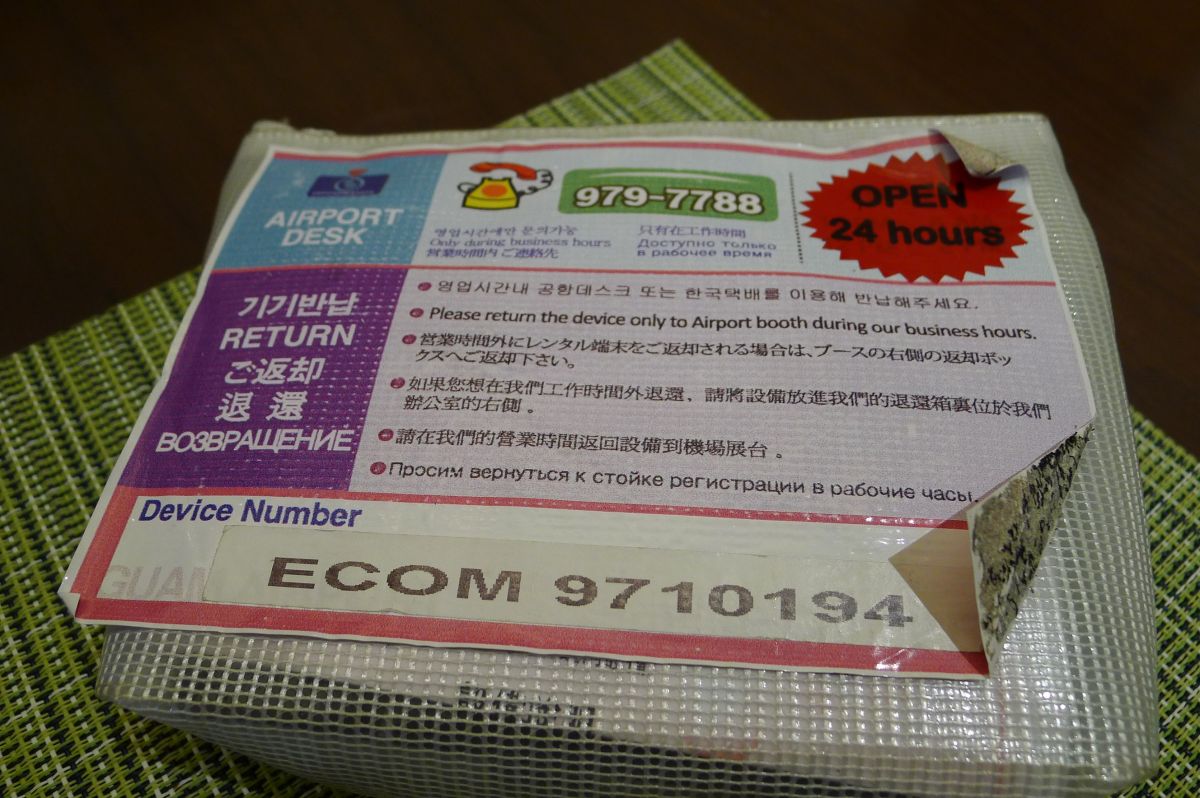 AIRPORT
DESK
979-7788
영업시간에만 문의가능
Only during business hours
営業時間内ご連絡先
只有在工作時間
Доступно только
в рабочее время
OPEN
24 hours
기기반납
RETURN
ご返却
退還
ВОЗВРАЩЕНИЕ
영업시간내 공항데스크 또는 한국택배를 이용해 반납해주세요.
Please return the device only to Airport booth during our business hours.
営業時間外にレンタル端末をご返却される場合は、ブースの右側の返却ボッ
クスへご返却下さい。
如果您想在我們工作時間外退還，請將設備放進我們的退還箱裏位於我們
辦公室的右側。
請在我們的營業時間返回設備到機場展台。
Просим вернуться к стойке регистрации в рабочие часы.
Device Number
GUAM
ECOM 9710194